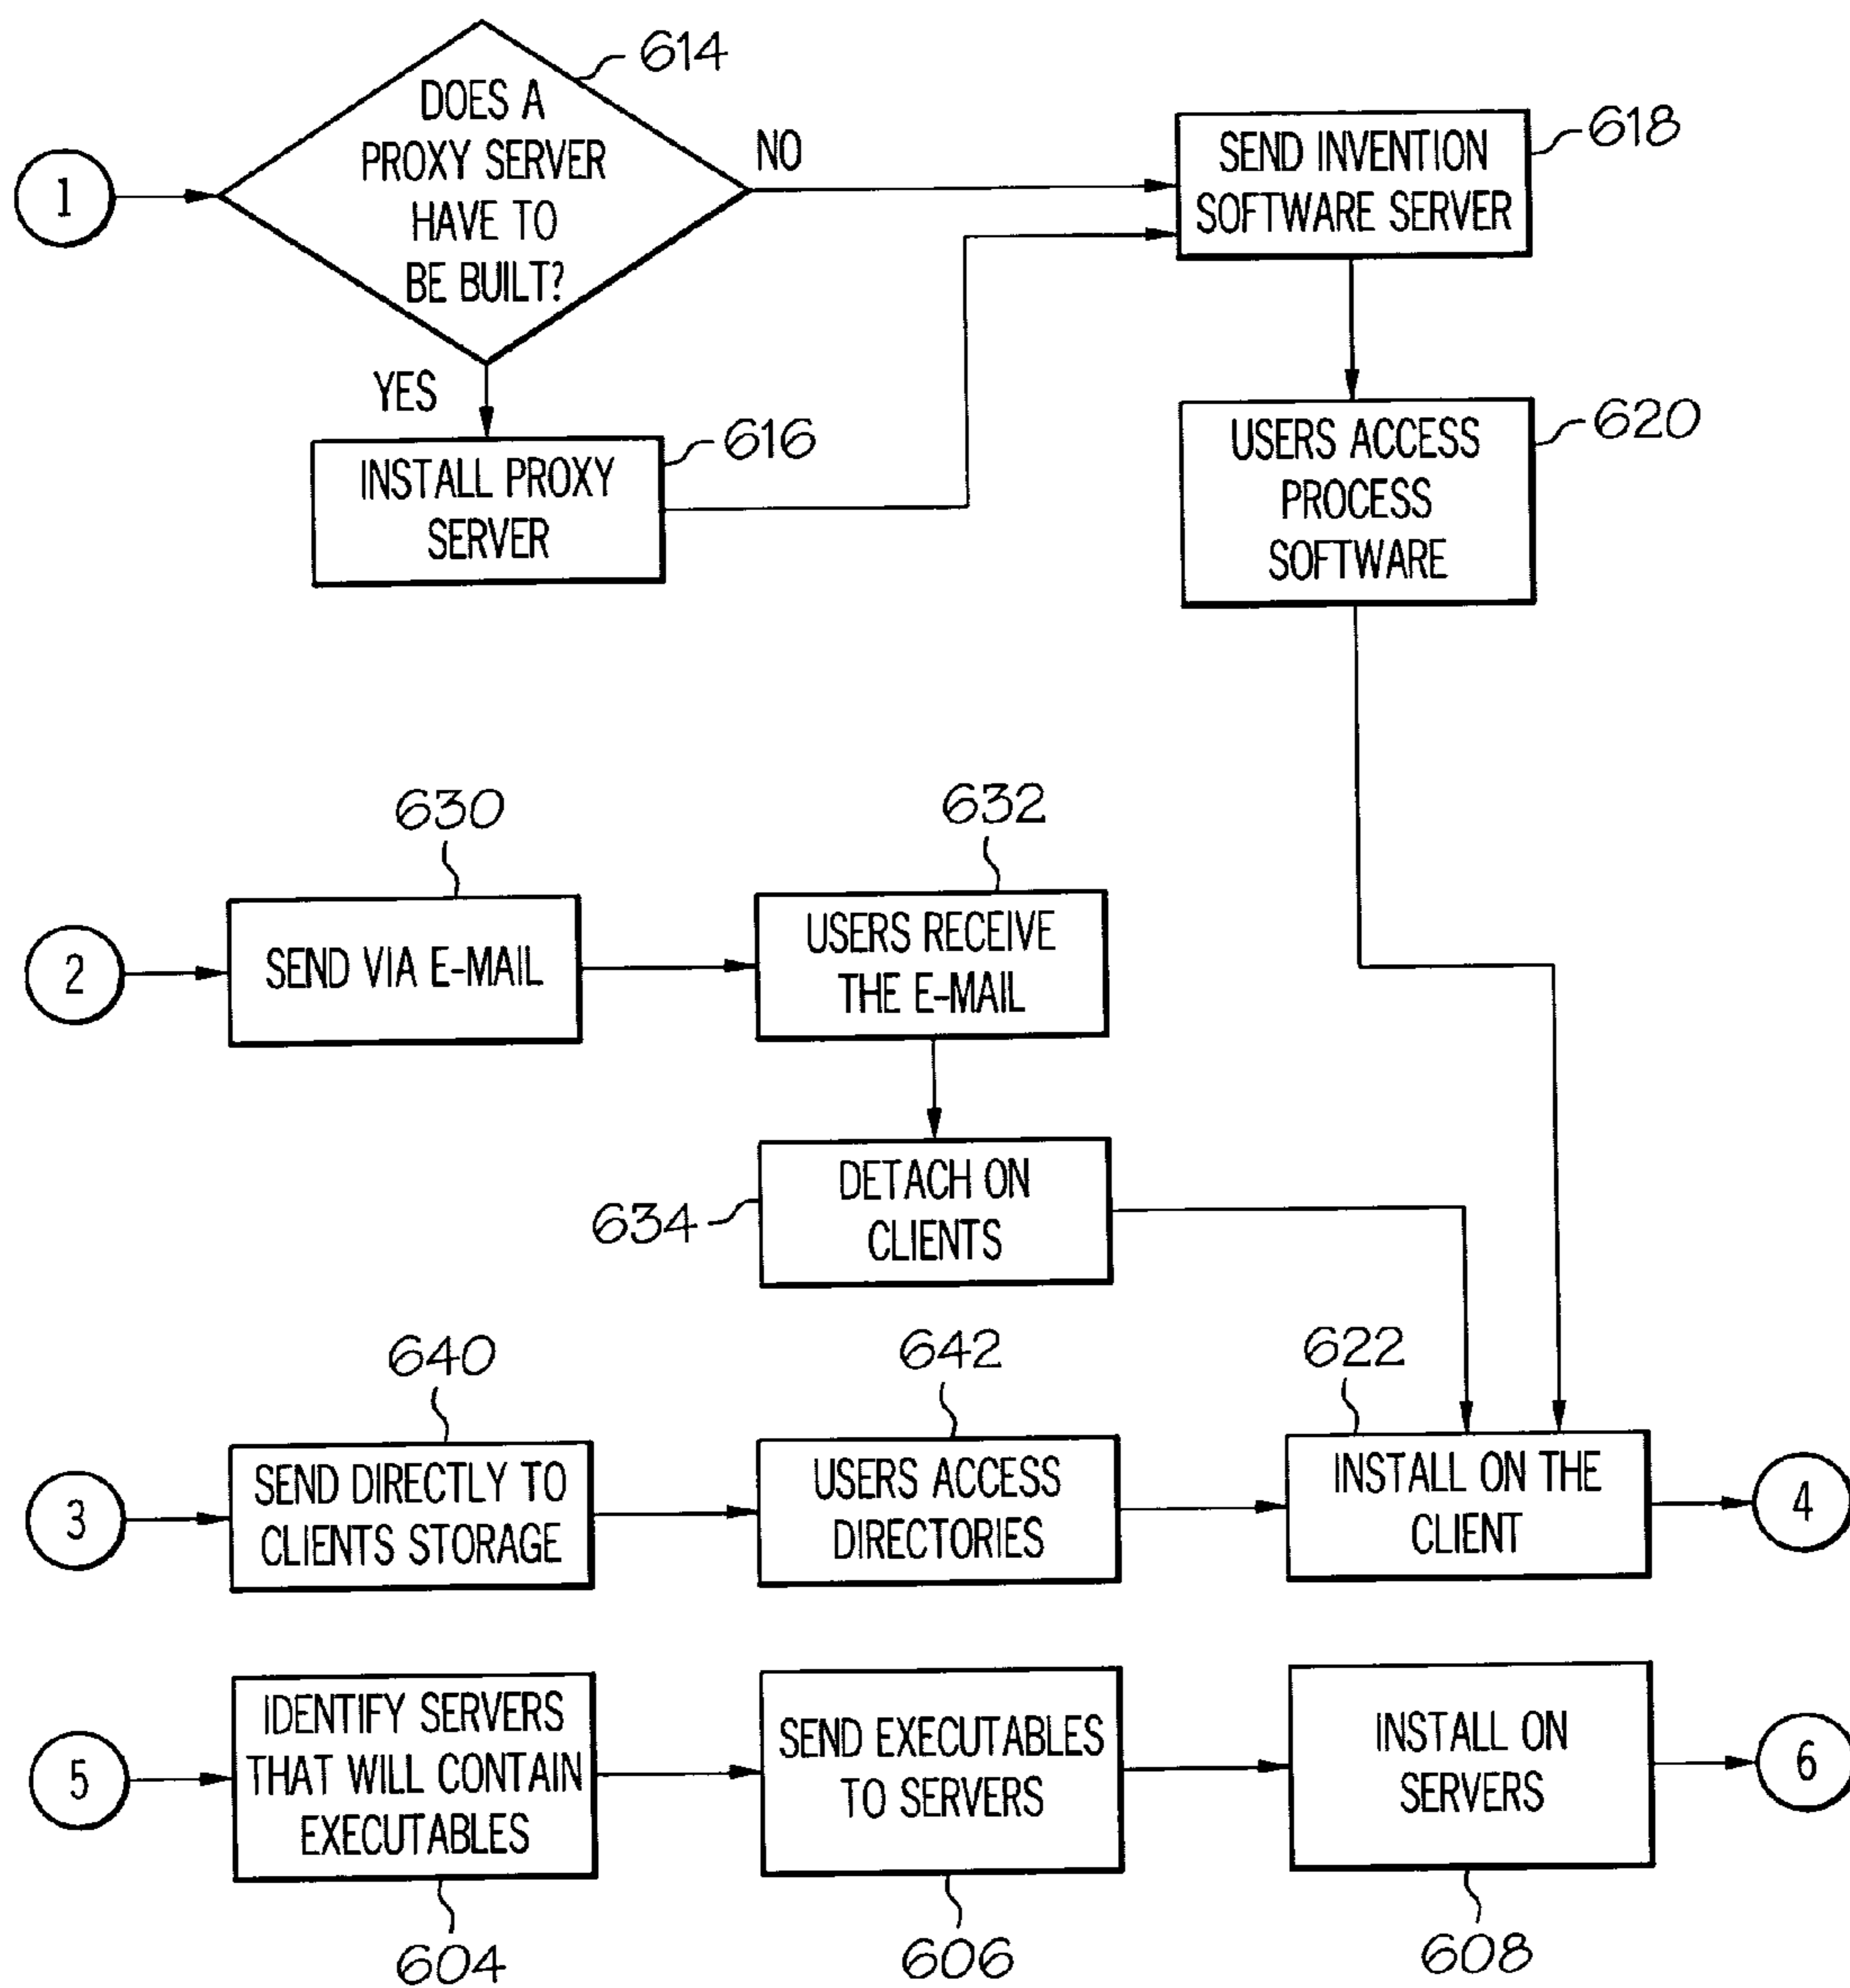 614
DOES A
PROXY SERVER
HAVE TO
BE BUILT?
1
NO
YES
SEND INVENTION
SOFTWARE SERVER
618
INSTALL PROXY
SERVER
616
USERS ACCESS
PROCESS
SOFTWARE
620
630
632
2
SEND VIA E-MAIL
USERS RECEIVE
THE E-MAIL
634
DETACH ON
CLIENTS
640
642
622
3
SEND DIRECTLY TO
CLIENTS STORAGE
USERS ACCESS
DIRECTORIES
INSTALL ON THE
CLIENT
4
5
IDENTIFY SERVERS
THAT WILL CONTAIN
EXECUTABLES
SEND EXECUTABLES
TO SERVERS
INSTALL ON
SERVERS
6
604
606
608